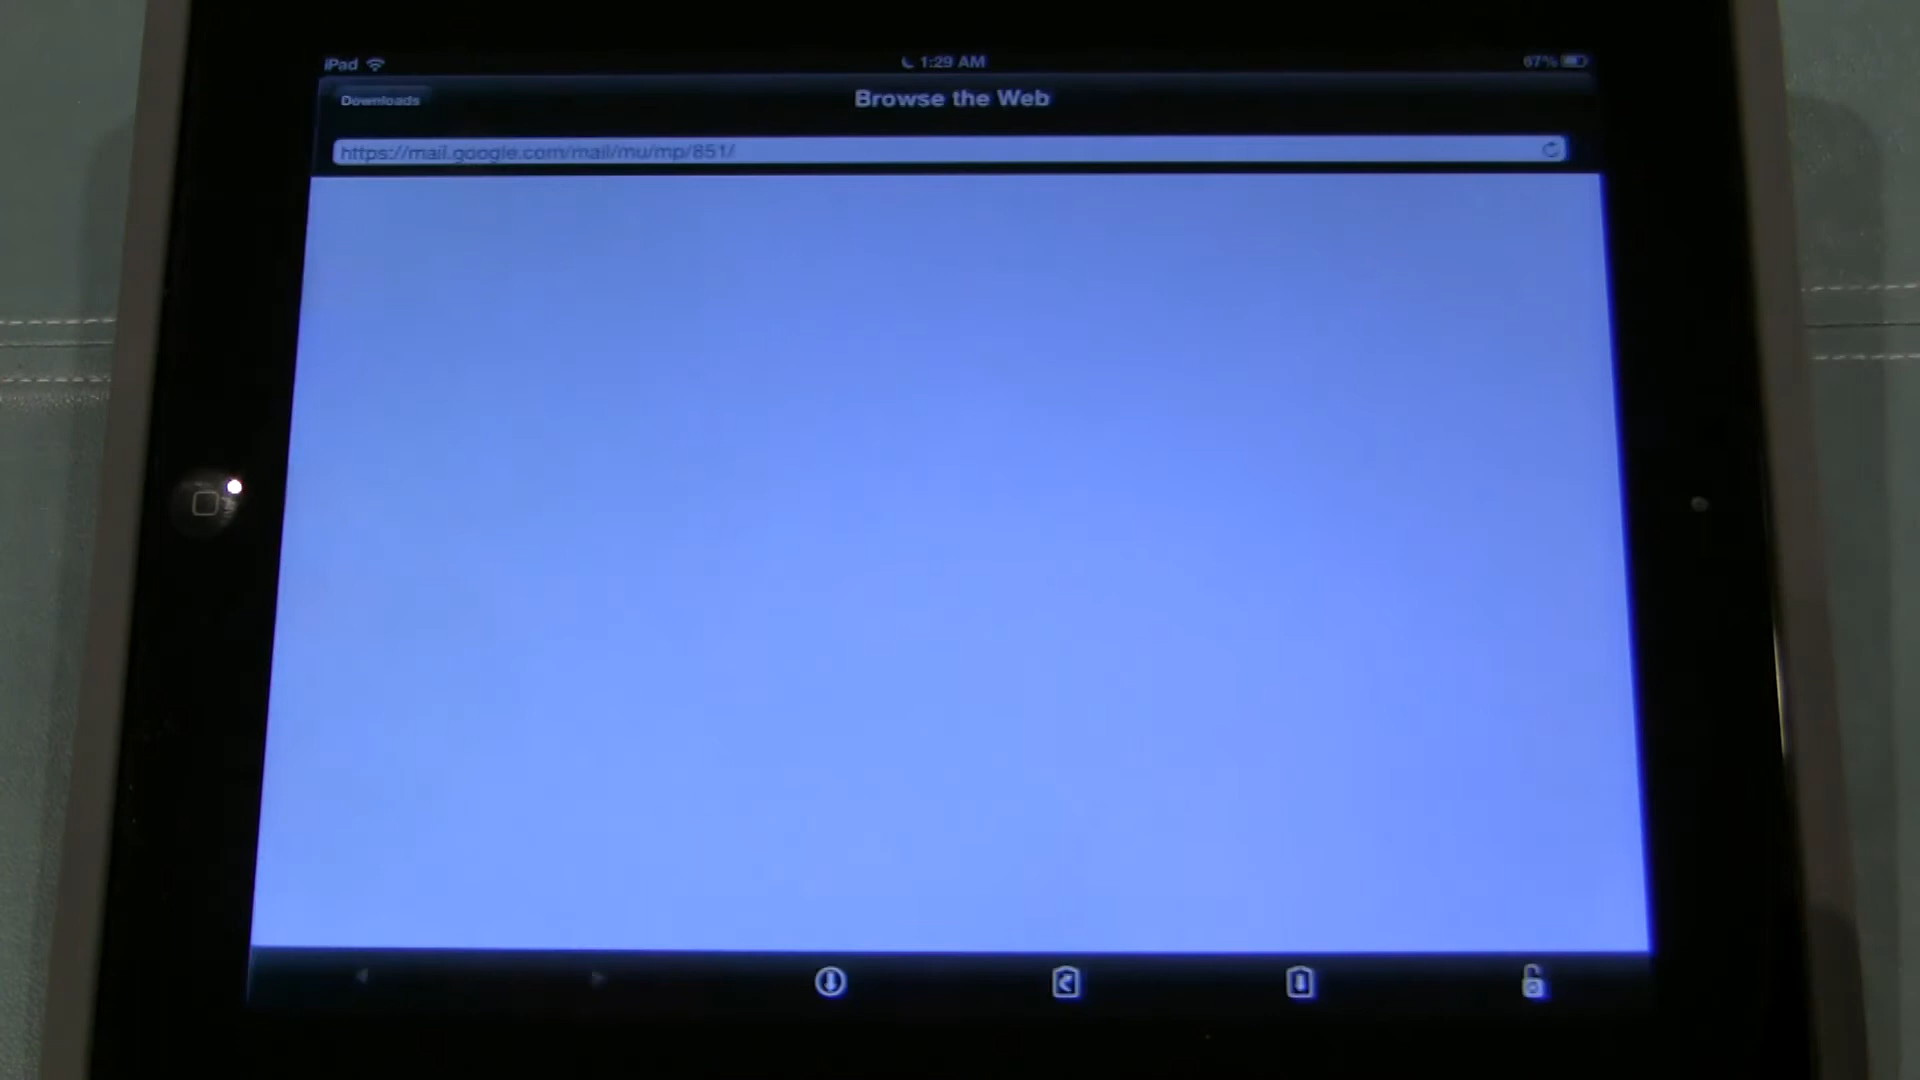 iPad 1:29 AM 67%
Downloads Browse the Web
https://mail.google.com/mail/mu/mp/851/